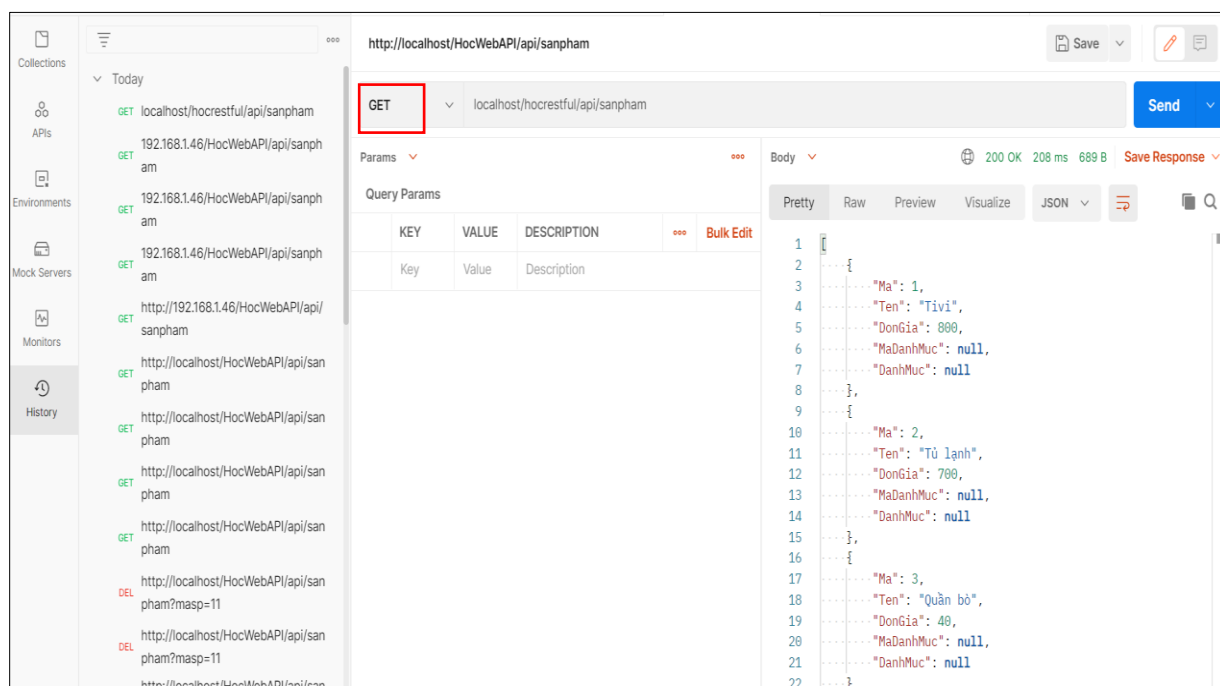 Collections
APIs
Environments
Mock Servers
Monitors
History
Today
GET localhost/hocrestful/api/sanpham
GET 192.168.1.46/HocWebAPI/api/sanph
am
GET 192.168.1.46/HocWebAPI/api/sanph
am
GET 192.168.1.46/HocWebAPI/api/sanph
am
GET http://192.168.1.46/HocWebAPI/api/
sanpham
GET http://localhost/HocWebAPI/api/san
pham
GET http://localhost/HocWebAPI/api/san
pham
GET http://localhost/HocWebAPI/api/san
pham
GET http://localhost/HocWebAPI/api/san
pham
DEL http://localhost/HocWebAPI/api/san
pham?masp=11
DEL http://localhost/HocWebAPI/api/san
pham?masp=11
http://localhost/HocWebAPI/api/san
http://localhost/HocWebAPI/api/sanpham
Save
GET localhost/hocrestful/api/sanpham
Send
Params
Query Params
KEY VALUE DESCRIPTION Bulk Edit
Key Value Description
Body 200 OK 208 ms 689 B Save Response
Pretty Raw Preview Visualize JSON
1 [
2 {
3 "Ma": 1,
4 "Ten": "Tivi",
5 "DonGia": 800,
6 "MaDanhMuc": null,
7 "DanhMuc": null
8 },
9 {
10 "Ma": 2,
11 "Ten": "Tủ lạnh",
12 "DonGia": 700,
13 "MaDanhMuc": null,
14 "DanhMuc": null
15 },
16 {
17 "Ma": 3,
18 "Ten": "Quần bò",
19 "DonGia": 40,
20 "MaDanhMuc": null,
21 "DanhMuc": null
22 }